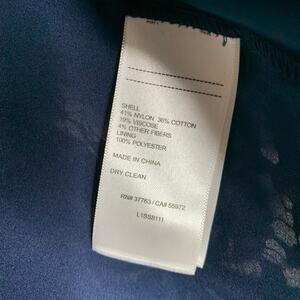 SHELL
41% NYLON 36% COTTON
19% VISCOSE
4% OTHER FIBERS
LINING
100% POLYESTER
MADE IN CHINA
DRY CLEAN
RN# 37763 / CA# 55972
L1SS8111